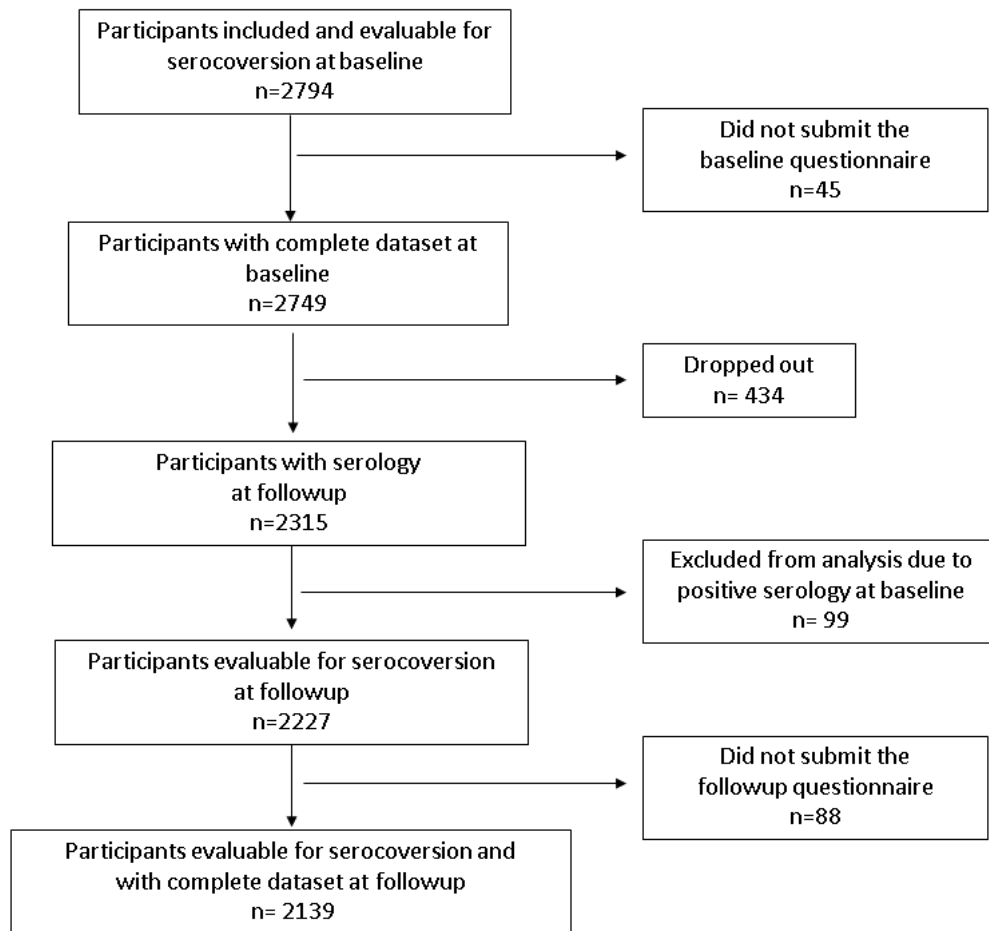 Participants included and evaluable for
serocoversion at baseline
n=2794
Did not submit the
baseline questionnaire
n=45
Participants with complete dataset at
baseline
n=2749
Dropped out
n= 434
Participants with serology
at followup
n=2315
Excluded from analysis due to
positive serology at baseline
n= 99
Participants evaluable for serocoversion
at followup
n=2227
Did not submit the
followup questionnaire
n=88
Participants evaluable for serocoversion and
with complete dataset at followup
n= 2139